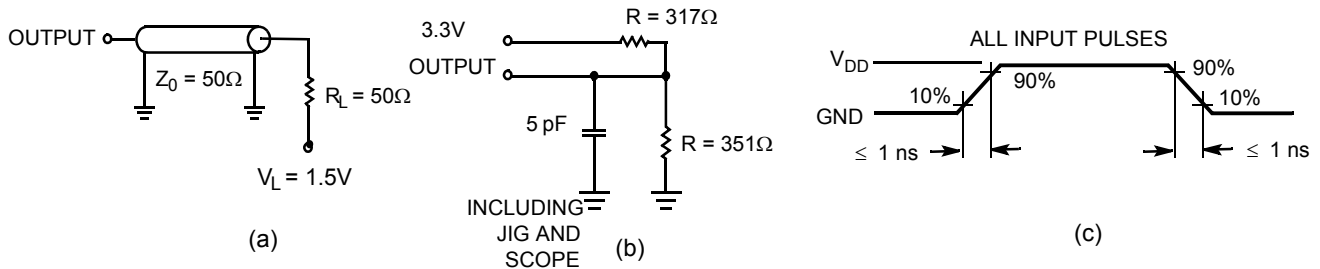 OUTPUT
Z0 = 50Ω
RL = 50Ω
VL = 1.5V
(a)
3.3V
R = 317Ω
OUTPUT
5 pF
R = 351Ω
INCLUDING
JIG AND
SCOPE
(b)
ALL INPUT PULSES
VDD
90%
90%
10%
10%
GND
≤ 1 ns
≤ 1 ns
(c)